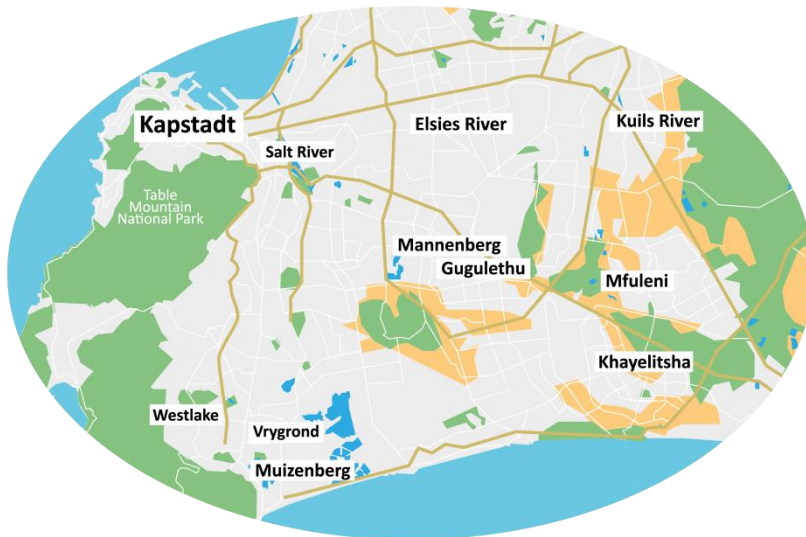 Kapstadt
Elsies River
Kuils River
Salt River
Table
Mountain
National Park
Mannenberg
Gugulethu
Mfuleni
Khayelitsha
Westlake
Vrygrond
Muizenberg